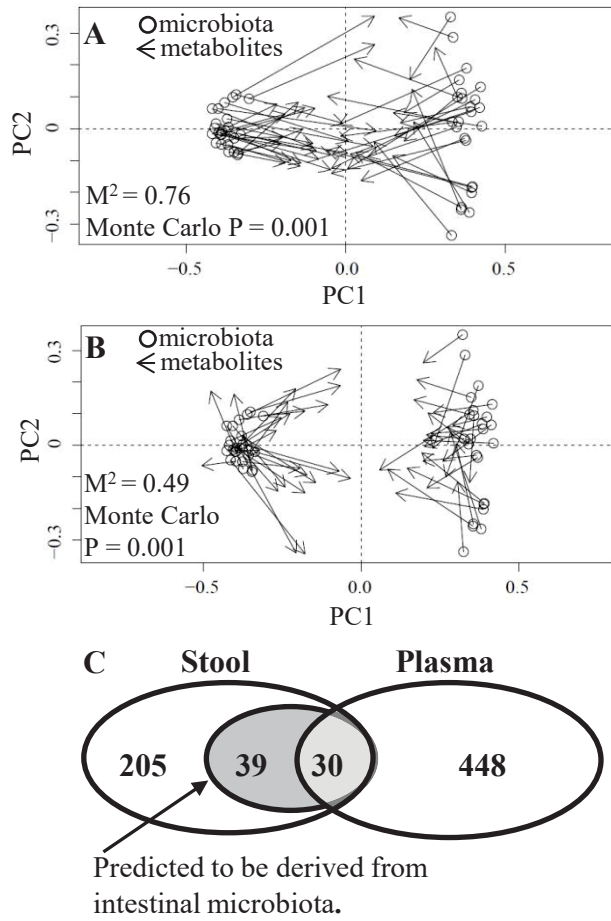 A
microbiota
metabolites
0.3
0
−0.3
PC2
M² = 0.76
Monte Carlo P = 0.001
−0.5
0.0
0.5
PC1
B
microbiota
metabolites
0.3
0
−0.3
PC2
M² = 0.49
Monte Carlo
P = 0.001
−0.5
0.0
0.5
PC1
C
Stool
Plasma
205
39
30
448
Predicted to be derived from
intestinal microbiota.